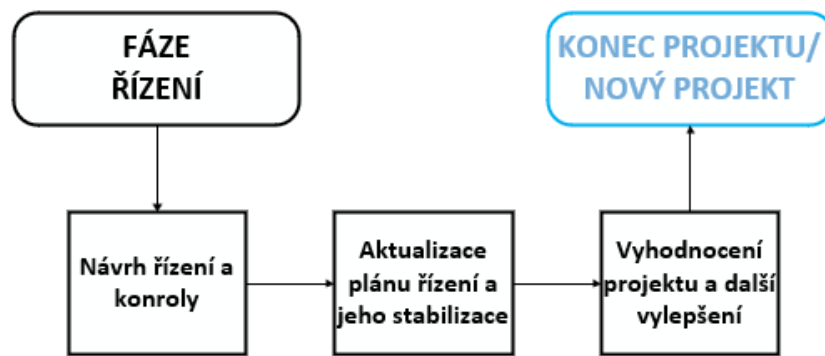 FÁZE
ŘÍZENÍ
KONEC PROJEKTU/
NOVÝ PROJEKT
Návrh řízení a
konroly
Aktualizace
plánu řízení a
jeho stabilizace
Vyhodnocení
projektu a další
vylepšení